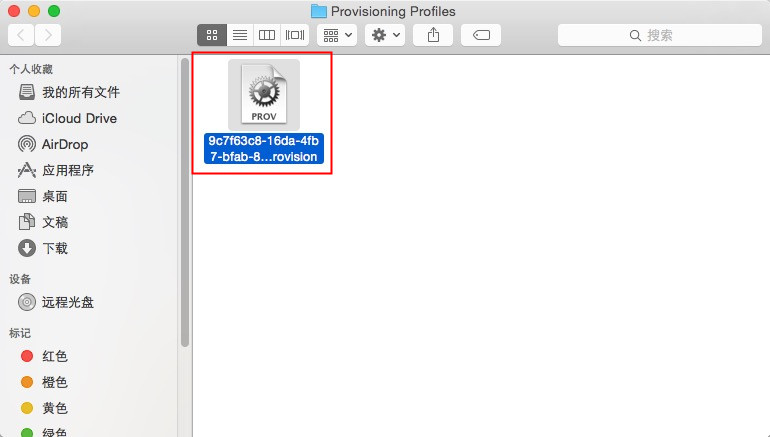 Provisioning Profiles
搜索
个人收藏
我的所有文件
iCloud Drive
AirDrop
应用程序
桌面
文稿
下载
设备
远程光盘
标记
红色
橙色
黄色
绿色
PROV
9c7f63c8-16da-4fb
7-bfab-8...rovision